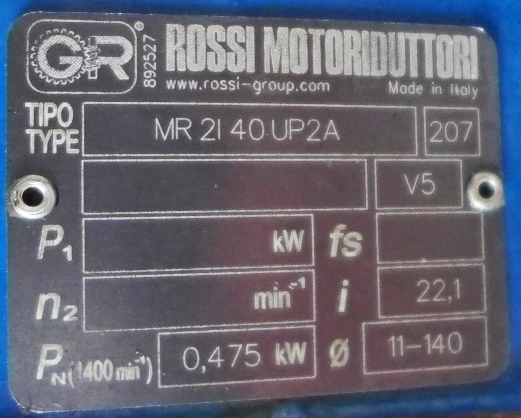 GR ® 892527 ROSSI MOTORIDUTTORI
www.rossi-group.com Made in Italy
TIPO
TYPE MR 2I 40 UP2A 207
V5
P₁ kW fs
n₂ min⁻¹ i 22,1
P_N (1400 min⁻¹) 0,475 kW Ø 11-140